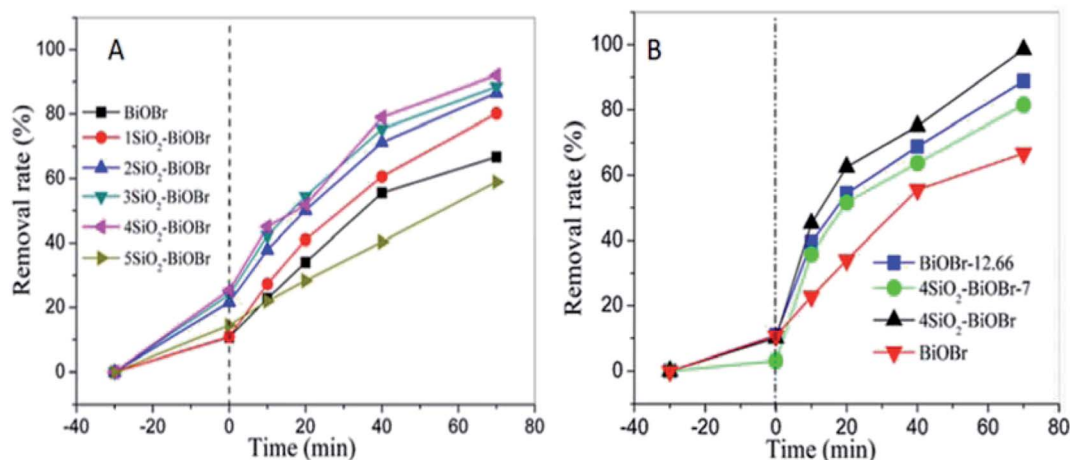 A
Removal rate (%)
100
80
60
40
20
0
BiOBr
1SiO₂-BiOBr
2SiO₂-BiOBr
3SiO₂-BiOBr
4SiO₂-BiOBr
5SiO₂-BiOBr
-40 -20 0 20 40 60 80
Time (min)
B
Removal rate (%)
100
80
60
40
20
0
BiOBr-12.66
4SiO₂-BiOBr-7
4SiO₂-BiOBr
BiOBr
-40 -20 0 20 40 60 80
Time (min)